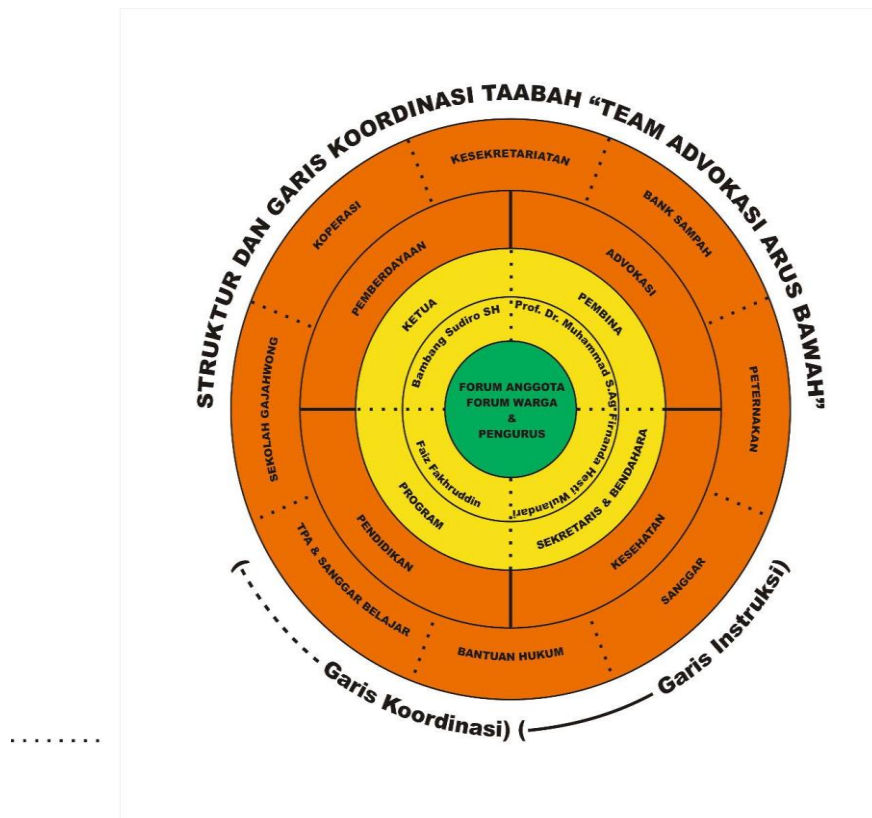 STRUKTUR DAN GARIS KOORDINASI TAABAH “TEAM ADVOKASI ARUS BAWAH”
KESEKRETARIATAN
BANK SAMPAH
PETERNAKAN
SANGGAR
BANTUAN HUKUM
TPA & SANGGAR BELAJAR
SEKOLAH GAJAHWONG
KOPERASI
PEMBERDAYAAN
ADVOKASI
KESEHATAN
PENDIDIKAN
KETUA
PEMBINA
SEKRETARIS & BENDAHARA
PROGRAM
Bambang Sudiro SH
Prof. Dr. Muhammad S.Ag
Firnanda Hesti Wulandari
Faiz Fakhruddin
FORUM ANGGOTA
FORUM WARGA
&
PENGURUS
( Garis Koordinasi)
( Garis Instruksi)